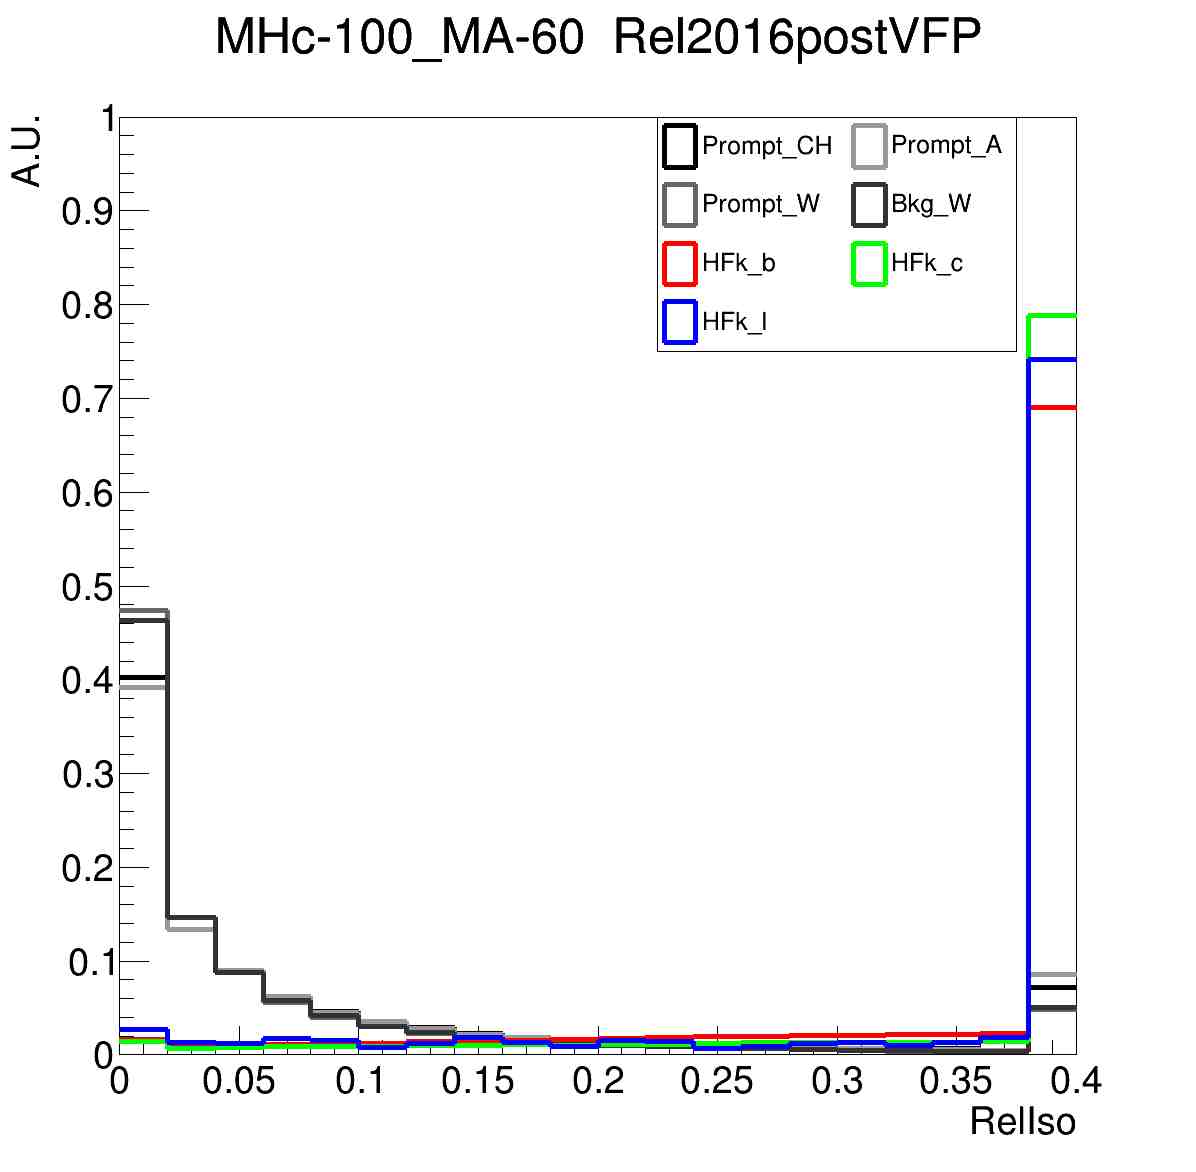 MHc-100_MA-60 Rel2016postVFP
A.U.
1
0.9
0.8
0.7
0.6
0.5
0.4
0.3
0.2
0.1
0
Prompt_CH Prompt_A
Prompt_W Bkg_W
HFk_b HFk_c
HFk_l
0 0.05 0.1 0.15 0.2 0.25 0.3 0.35 0.4
RelIso